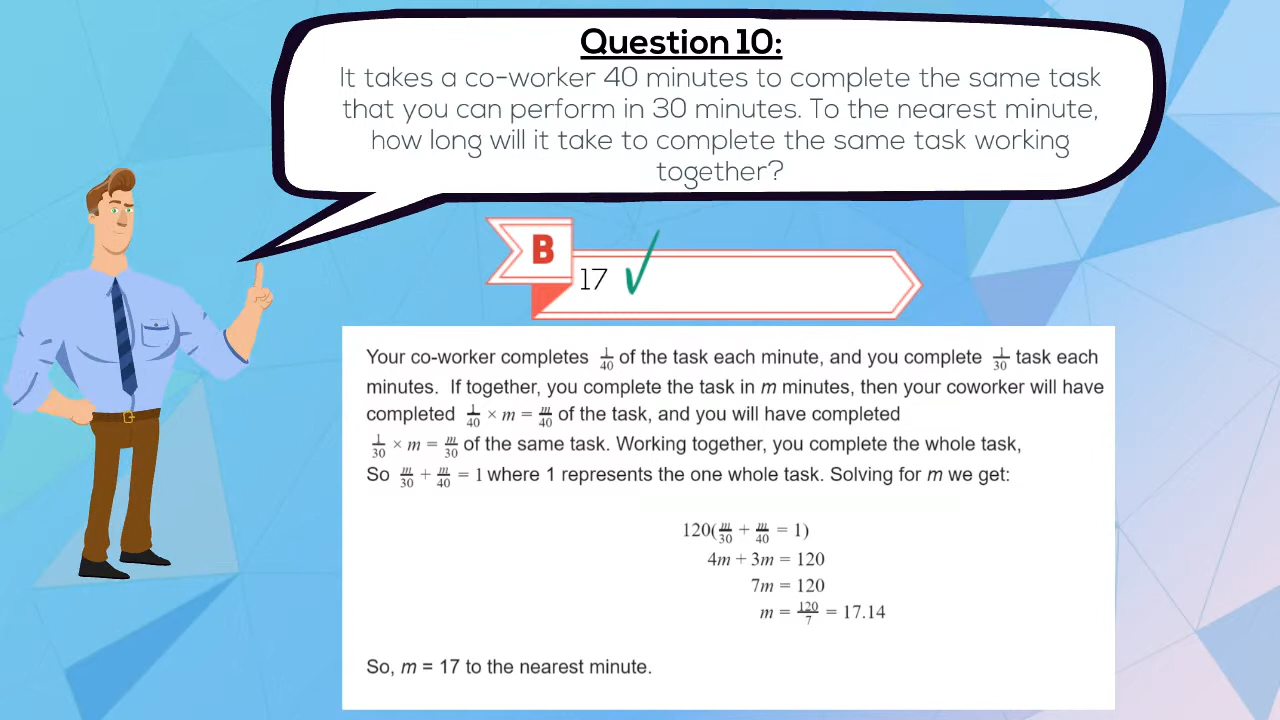 Question 10:
It takes a co-worker 40 minutes to complete the same task
that you can perform in 30 minutes. To the nearest minute,
how long will it take to complete the same task working
together?
B
17 ✓
Your co-worker completes 1/40 of the task each minute, and you complete 1/30 task each
minutes. If together, you complete the task in m minutes, then your coworker will have
completed 1/40 × m = m/40 of the task, and you will have completed
1/30 × m = m/30 of the same task. Working together, you complete the whole task,
So m/30 + m/40 = 1 where 1 represents the one whole task. Solving for m we get:
120(m/30 + m/40 = 1)
4m + 3m = 120
7m = 120
m = 120/7 = 17.14
So, m = 17 to the nearest minute.